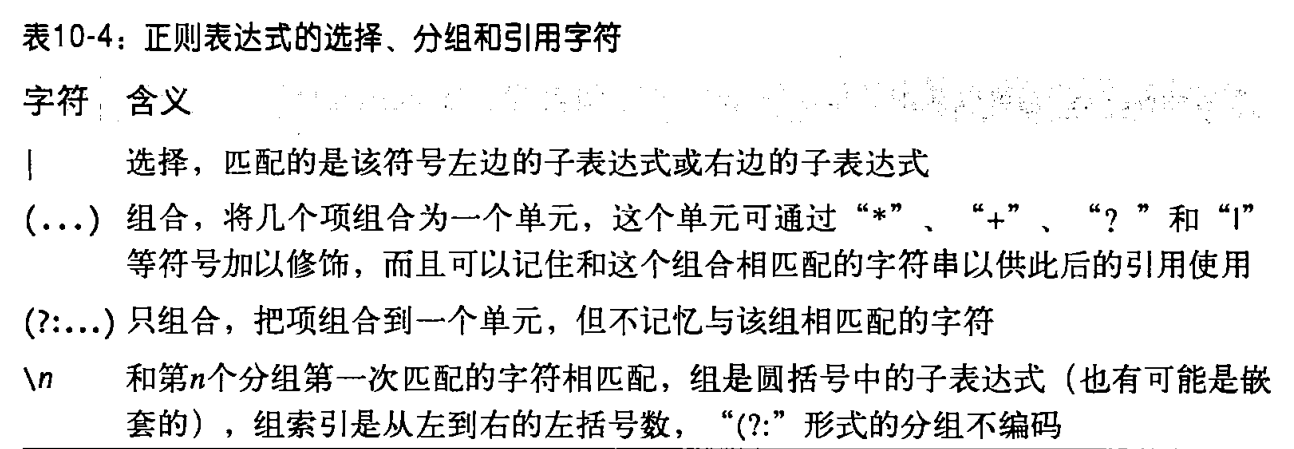 表10-4：正则表达式的选择、分组和引用字符
字符 含义
| 选择，匹配的是该符号左边的子表达式或右边的子表达式
(...) 组合，将几个项组合为一个单元，这个单元可通过“*”、“+”、“？”和“|”
等符号加以修饰，而且可以记住和这个组合相匹配的字符串以供此后的引用使用
(?:...) 只组合，把项组合到一个单元，但不记忆与该组相匹配的字符
\n 和第n个分组第一次匹配的字符相匹配，组是圆括号中的子表达式（也有可能是嵌
套的），组索引是从左到右的左括号数，“(?:”形式的分组不编码